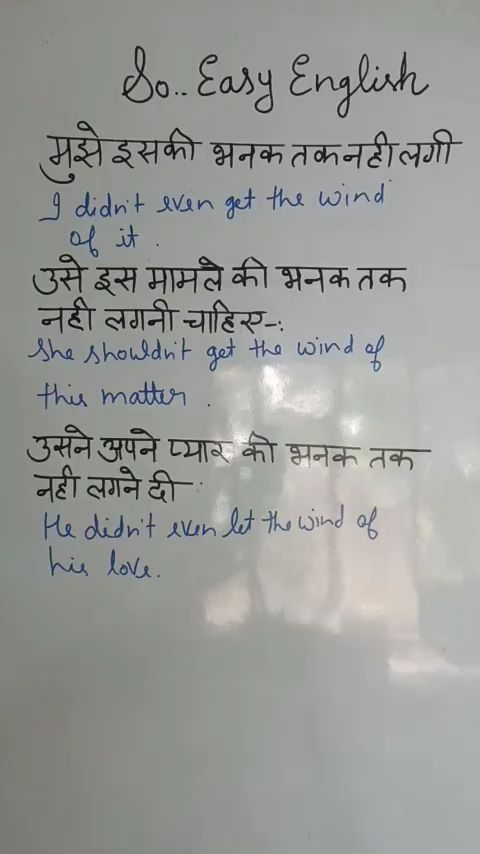 So.. Easy English
मुझे इसकी भनक तक नही लगी
I didn't even get the wind
of it.
उसे इस मामले की भनक तक
नही लगनी चाहिए-:
she shouldn't get the wind of
this matter.
उसने अपने प्यार की भनक तक
नही लगने दी
He didn't even let the wind of
his love.